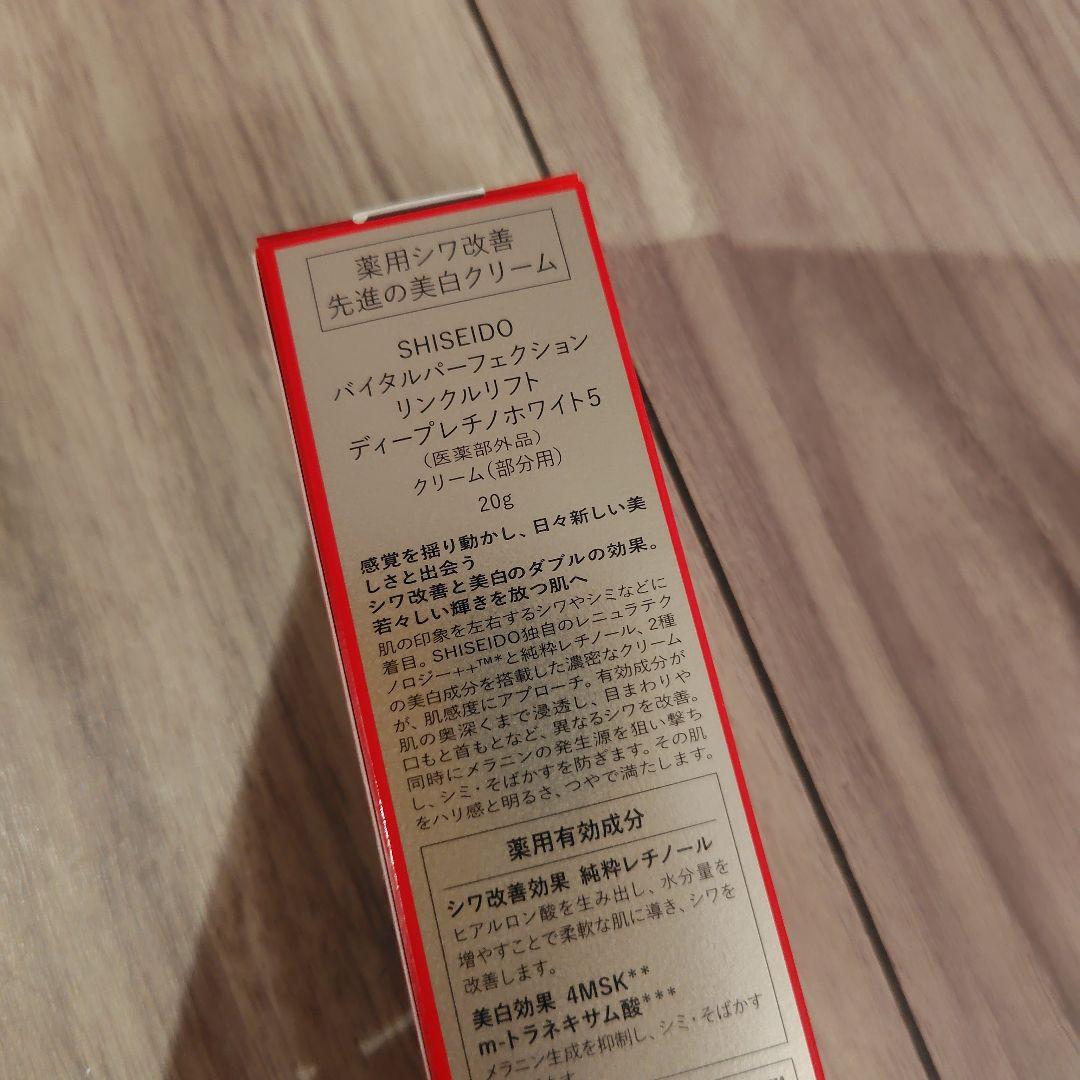 薬用シワ改善
先進の美白クリーム
SHISEIDO
バイタルパーフェクション
リンクルリフト
ディープレチノホワイト5
(医薬部外品)
クリーム(部分用)
20g
感覚を揺り動かし、日々新しい美
しさと出会う
シワ改善と美白のダブルの効果。
若々しい輝きを放つ肌へ
肌の印象を左右するシワやシミなどに
着目。SHISEIDO独自のレニュラテク
ノロジー++™*と純粋レチノール、2種
の美白成分を搭載した濃密なクリーム
が、肌感度にアプローチ。有効成分が
肌の奥深くまで浸透し、目まわりや
口もと首もとなど、異なるシワを改善。
同時にメラニンの発生源を狙い撃ち
し、シミ・そばかすを防ぎます。その肌
をハリ感と明るさ、つやで満たします。
薬用有効成分
シワ改善効果 純粋レチノール
ヒアルロン酸を生み出し、水分量を
増やすことで柔軟な肌に導き、シワを
改善します。
美白効果 4MSK**
m-トラネキサム酸***
メラニン生成を抑制し、シミ・そばかす